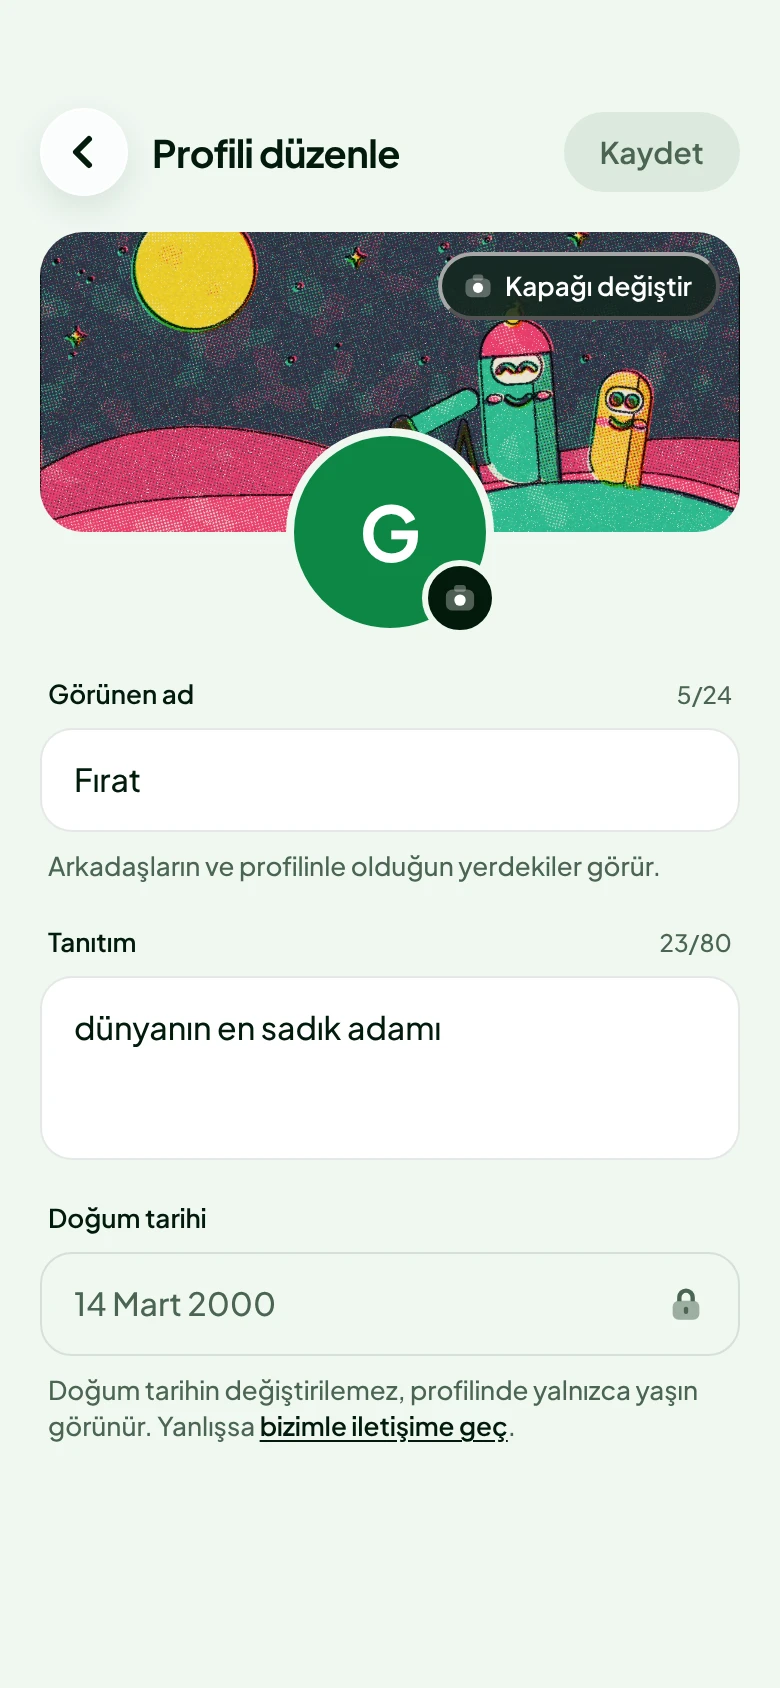 Profili düzenle
Kaydet
Kapağı değiştir
G
Görünen ad
5/24
Fırat
Arkadaşların ve profilinle olduğun yerdekiler görür.
Tanıtım
23/80
dünyanın en sadık adamı
Doğum tarihi
14 Mart 2000
Doğum tarihin değiştirilemez, profilinde yalnızca yaşın
görünür. Yanlışsa bizimle iletişime geç.